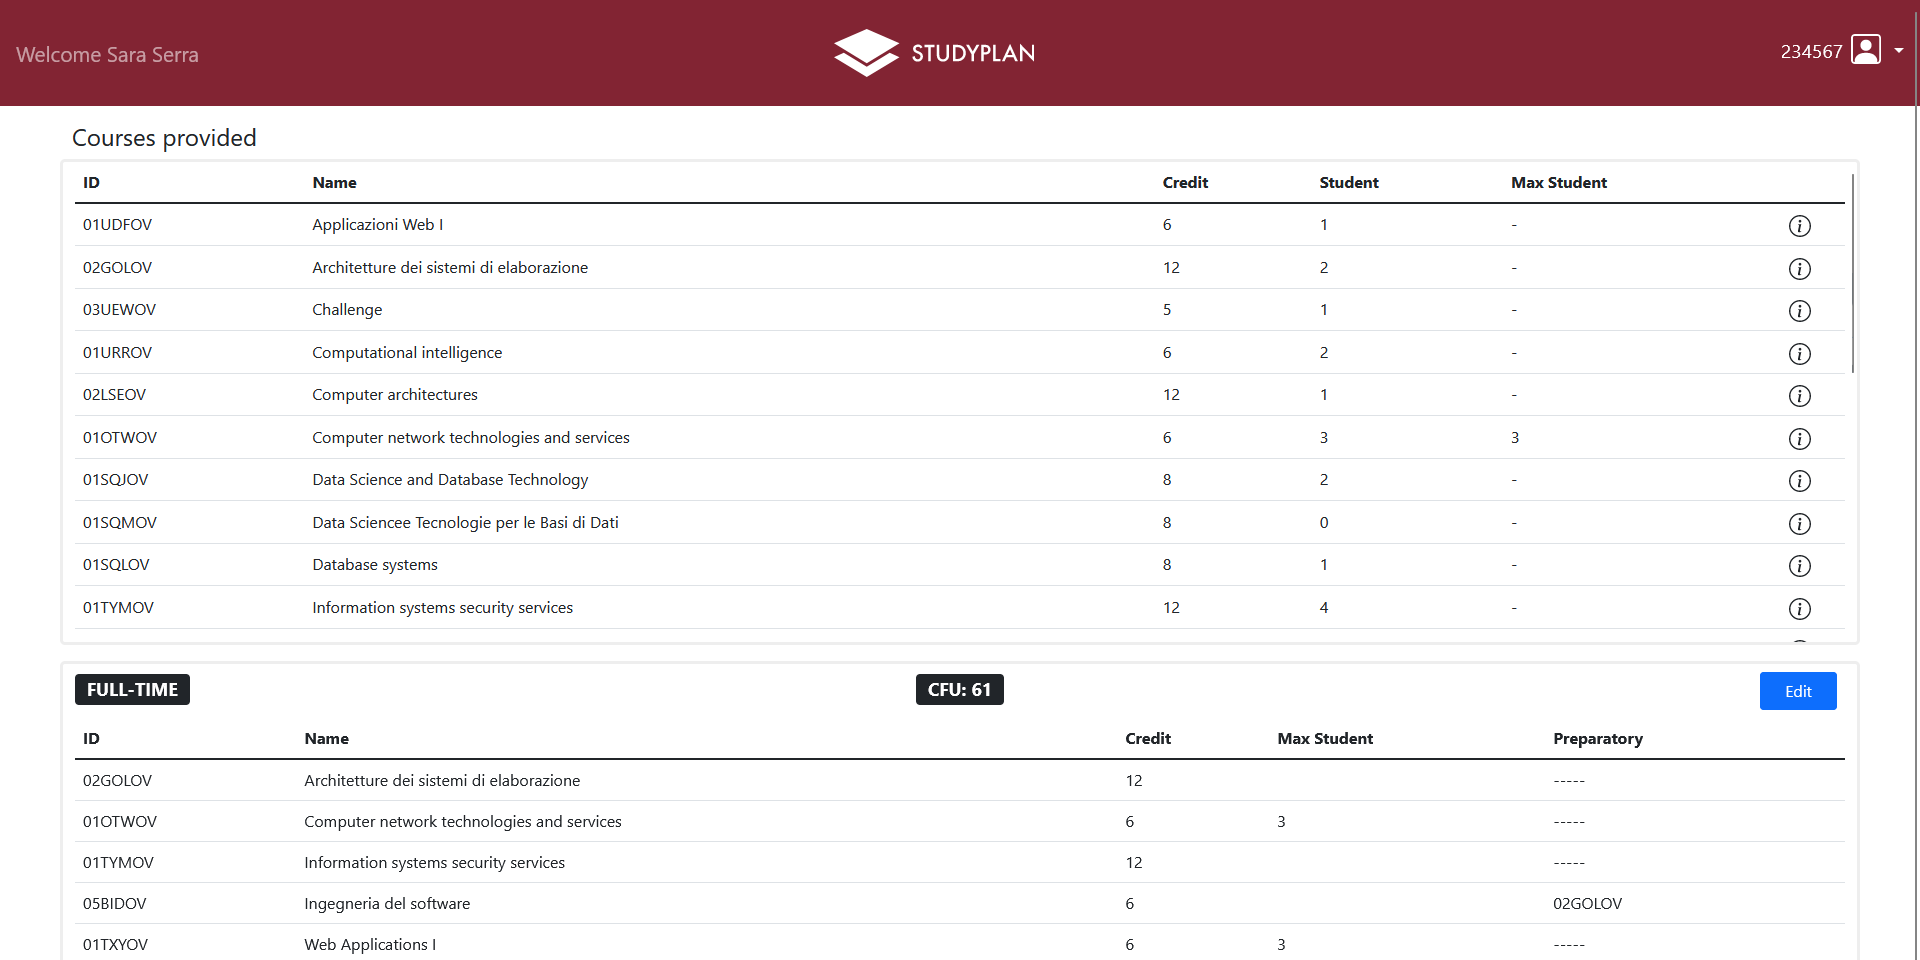 Welcome Sara Serra
STUDYPLAN
234567
Courses provided
ID Name Credit Student Max Student
01UDFOV Applicazioni Web I 6 1 -
02GOLOV Architetture dei sistemi di elaborazione 12 2 -
03UEWOV Challenge 5 1 -
01URROV Computational intelligence 6 2 -
02LSEOV Computer architectures 12 1 -
01OTWOV Computer network technologies and services 6 3 3
01SQJOV Data Science and Database Technology 8 2 -
01SQMOV Data Sciencee Tecnologie per le Basi di Dati 8 0 -
01SQLOV Database systems 8 1 -
01TYMOV Information systems security services 12 4 -
FULL-TIME CFU: 61 Edit
ID Name Credit Max Student Preparatory
02GOLOV Architetture dei sistemi di elaborazione 12 -----
01OTWOV Computer network technologies and services 6 3 -----
01TYMOV Information systems security services 12 -----
05BIDOV Ingegneria del software 6 02GOLOV
01TXYOV Web Applications I 6 3 -----